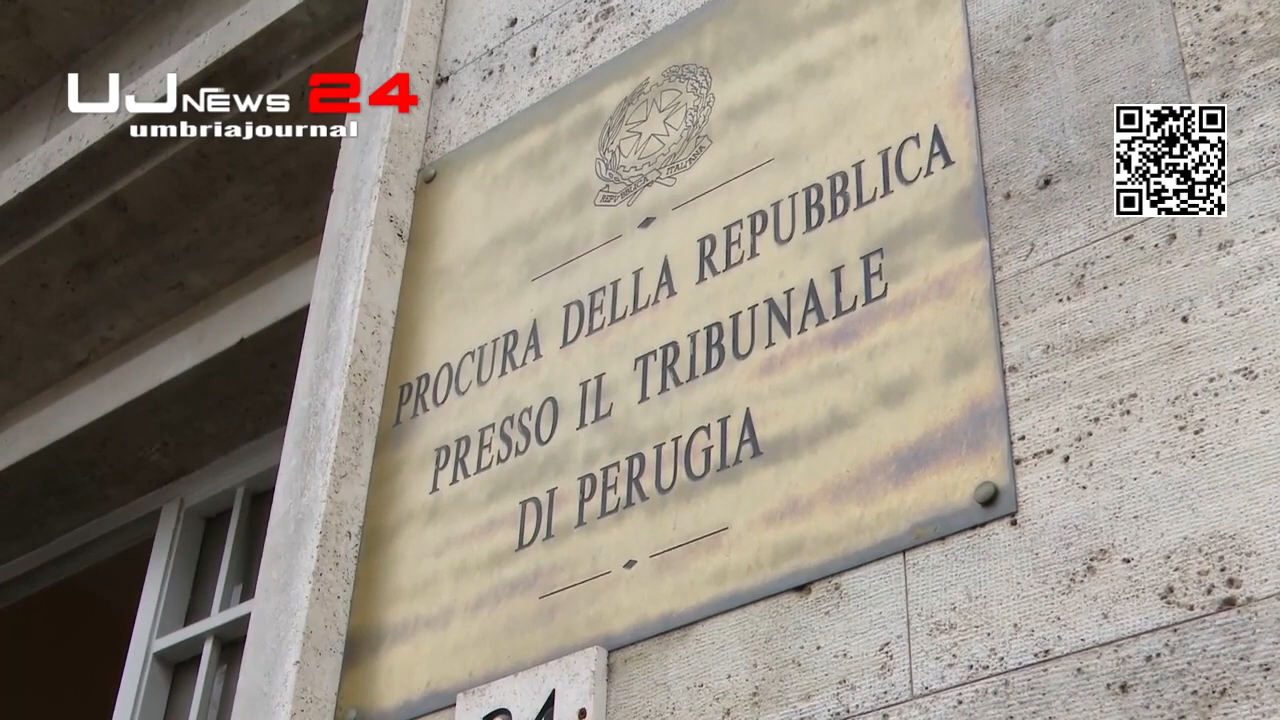 UJ NEWS 24
umbriajournal
REPUBBLICA ITALIANA
PROCURA DELLA REPUBBLICA
PRESSO IL TRIBUNALE
DI PERUGIA